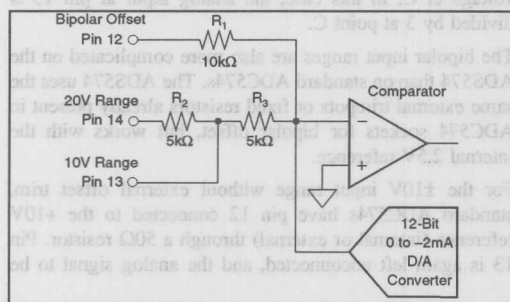 Bipolar Offset
Pin 12
R1
10kΩ
20V Range
Pin 14
R2
5kΩ
R3
5kΩ
10V Range
Pin 13
Comparator
–
+
12-Bit
0 to –2mA
D/A
Converter